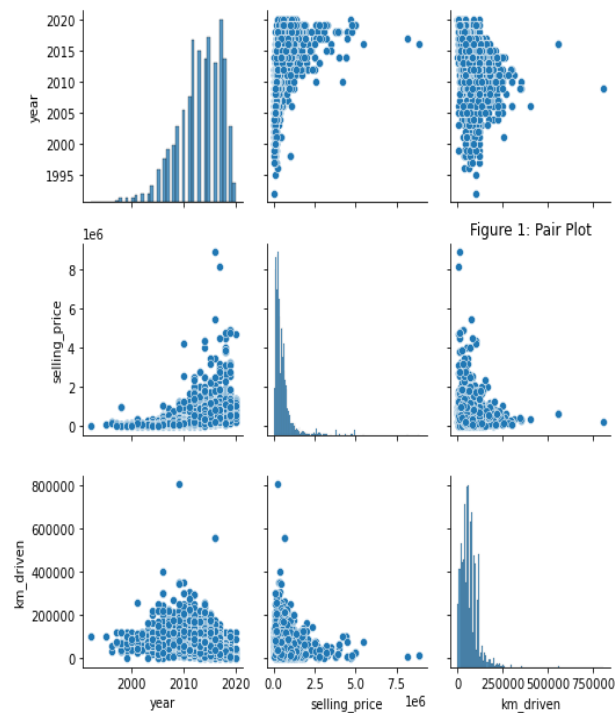 2020
2015
2010
2005
2000
1995
year
Figure 1: Pair Plot
1e6
8
6
4
2
0
selling_price
800000
600000
400000
200000
0
km_driven
2000 2010 2020
year
0.0 2.5 5.0 7.5
1e6
selling_price
0 250000 500000 750000
km_driven